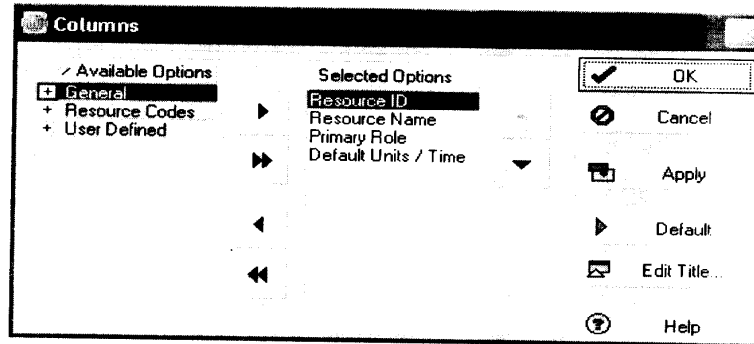 Columns
Available Options
General
Resource Codes
User Defined
Selected Options
Resource ID
Resource Name
Primary Role
Default Units / Time
OK
Cancel
Apply
Default
Edit Title...
Help